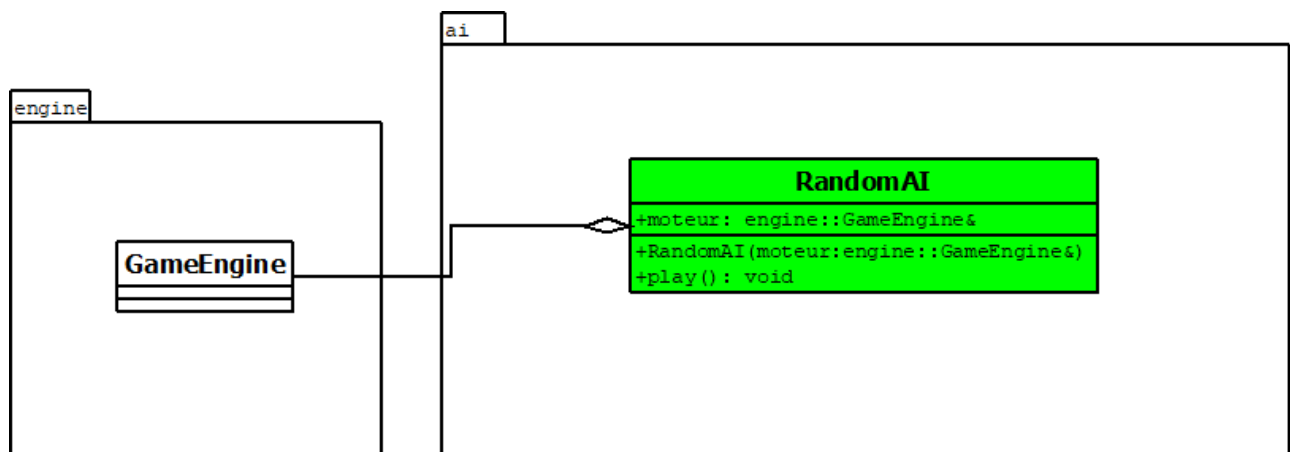 ai
engine
RandomAI
+moteur: engine::GameEngine&
+RandomAI(moteur:engine::GameEngine&)
+play(): void
GameEngine